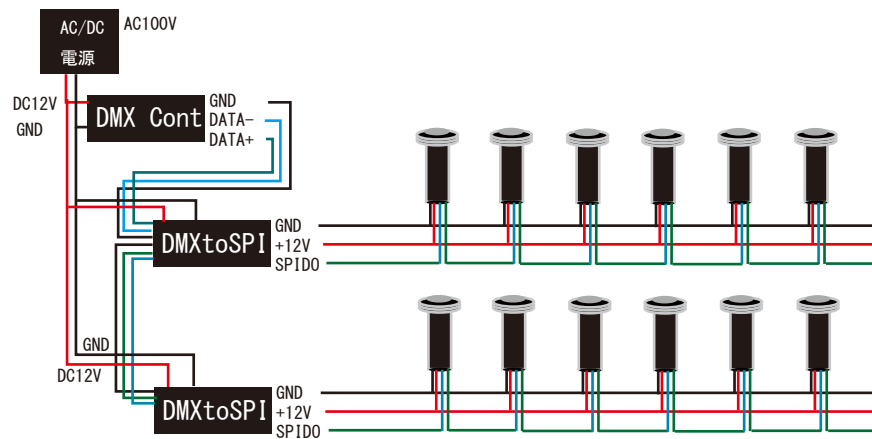 AC/DC
電源
AC100V
DC12V
GND
DMX Cont
GND
DATA-
DATA+
DMXtoSPI
GND
+12V
SPIDO
GND
DC12V
DMXtoSPI
GND
+12V
SPIDO